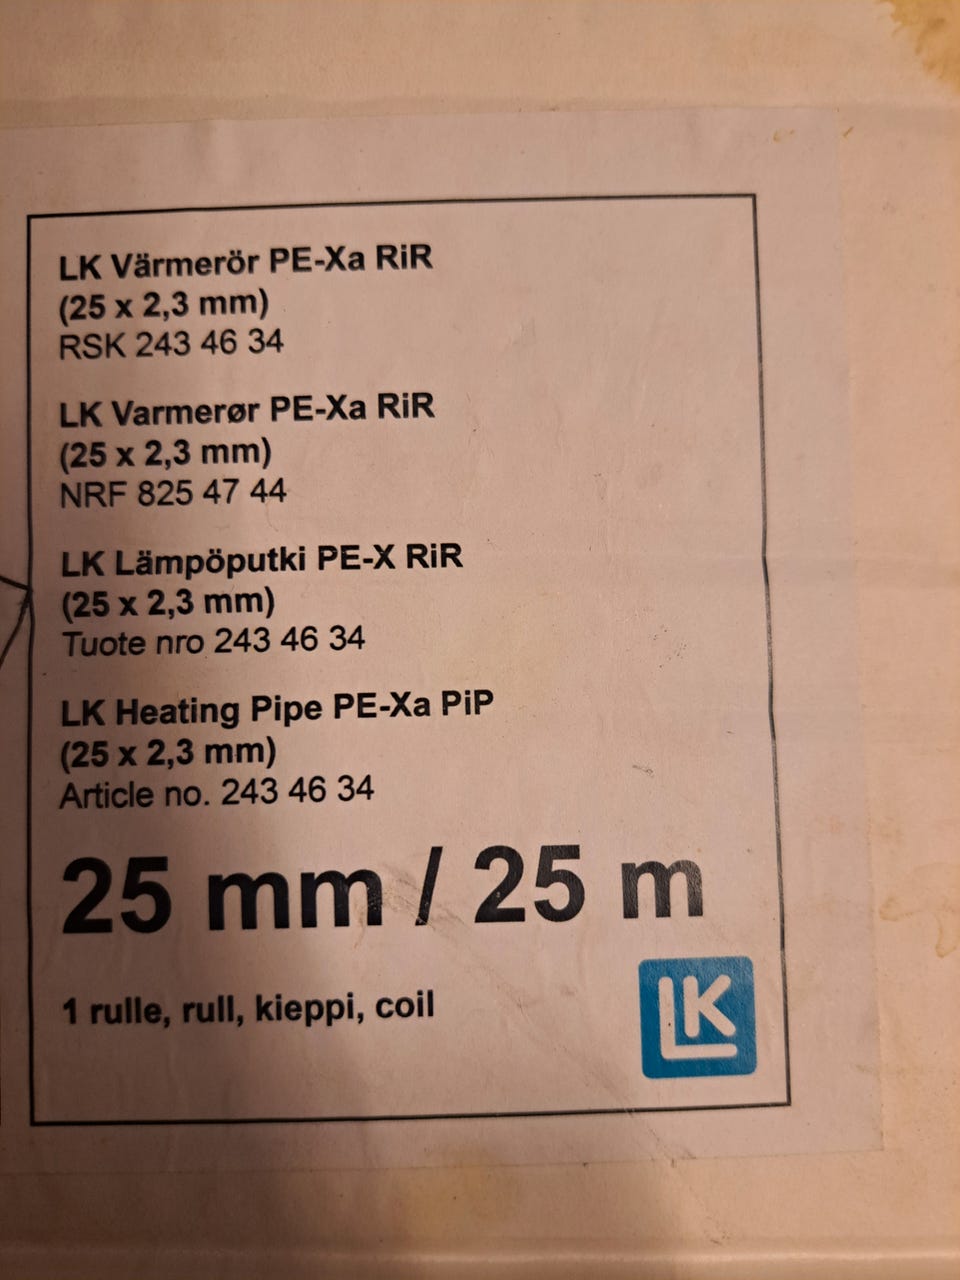 LK Värmerör PE-Xa RiR
(25 x 2,3 mm)
RSK 243 46 34
LK Varmerør PE-Xa RiR
(25 x 2,3 mm)
NRF 825 47 44
LK Lämpöputki PE-X RiR
(25 x 2,3 mm)
Tuote nro 243 46 34
LK Heating Pipe PE-Xa PiP
(25 x 2,3 mm)
Article no. 243 46 34
25 mm / 25 m
1 rulle, rull, kieppi, coil
LK